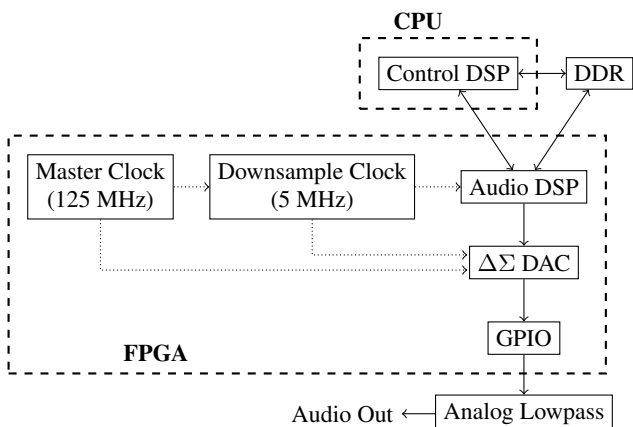 CPU
Control DSP
DDR
Master Clock
(125 MHz)
Downsample Clock
(5 MHz)
Audio DSP
ΔΣ DAC
GPIO
FPGA
Audio Out
Analog Lowpass